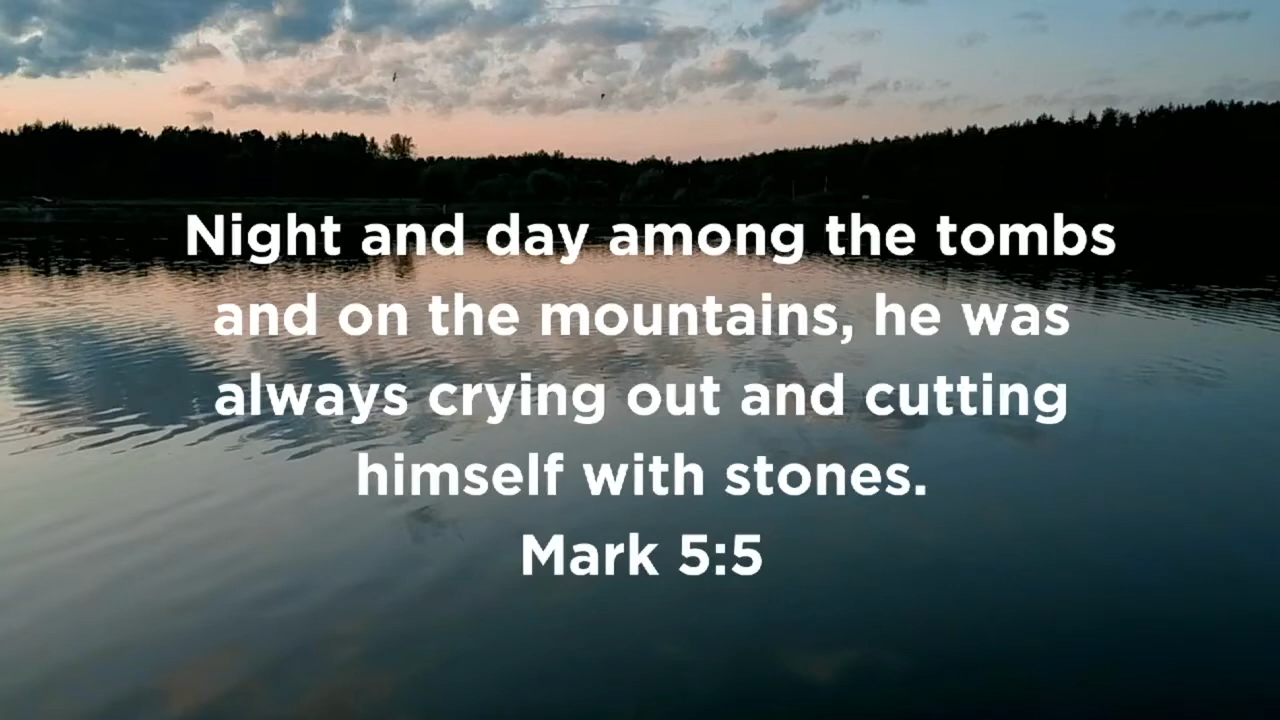 Night and day among the tombs
and on the mountains, he was
always crying out and cutting
himself with stones.
Mark 5:5